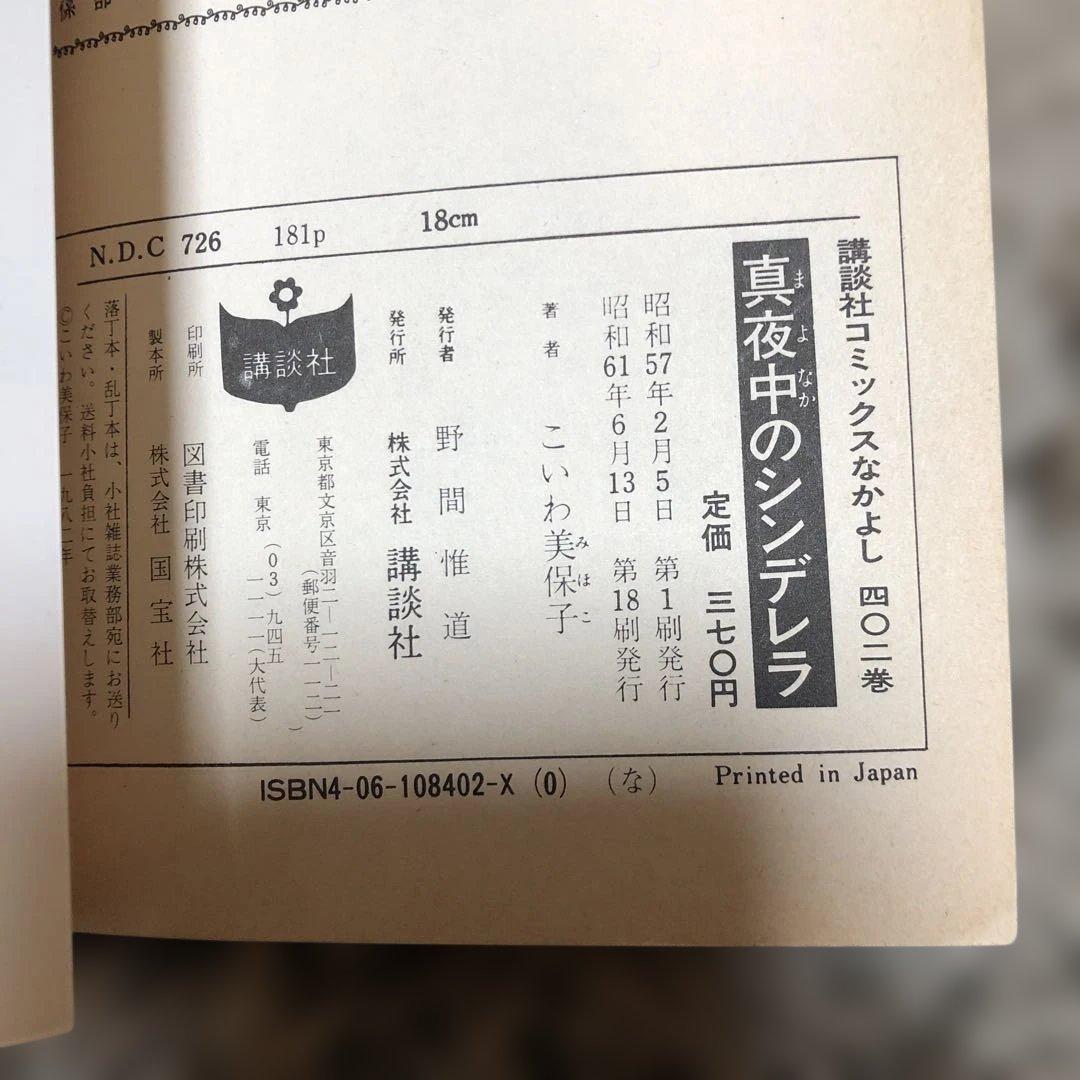 N.D.C 726 181p 18cm
講談社コミックスなかよし 四〇二巻
真夜中のシンデレラ
まよなか
定価 三七〇円
昭和57年2月5日 第1刷発行
昭和61年6月13日 第18刷発行
著者 こいわ美保子
みほこ
発行者 野間惟道
発行所 株式会社 講談社
東京都文京区音羽二―一二―二一
(郵便番号一一二)
電話 東京(03)九四五
一一一一(大代表)
講談社
印刷所 図書印刷株式会社
製本所 株式会社 国宝社
落丁本・乱丁本は、小社雑誌業務部宛にお送り
ください。送料小社負担にてお取替えします。
©こいわ美保子 一九八二年
ISBN4-06-108402-X (0) (な)
Printed in Japan